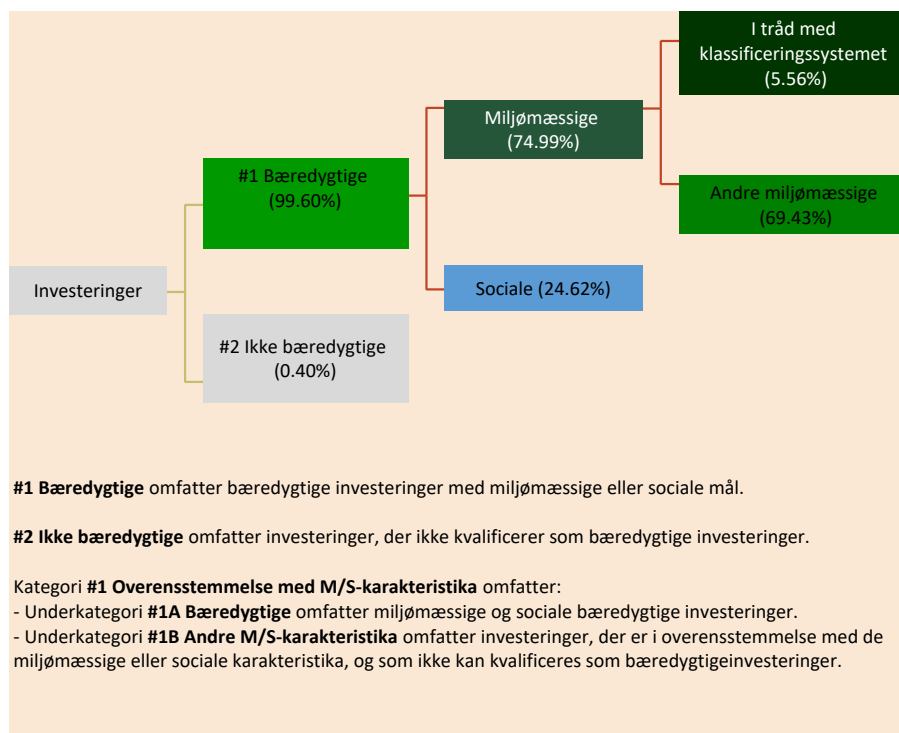 I tråd med
klassificeringssystemet
(5.56%)
Miljømæssige
(74.99%)
#1 Bæredygtige
(99.60%)
Andre miljømæssige
(69.43%)
Investeringer
Sociale (24.62%)
#2 Ikke bæredygtige
(0.40%)
#1 Bæredygtige omfatter bæredygtige investeringer med miljømæssige eller sociale mål.
#2 Ikke bæredygtige omfatter investeringer, der ikke kvalificerer som bæredygtige investeringer.
Kategori #1 Overensstemmelse med M/S-karakteristika omfatter:
- Underkategori #1A Bæredygtige omfatter miljømæssige og sociale bæredygtige investeringer.
- Underkategori #1B Andre M/S-karakteristika omfatter investeringer, der er i overensstemmelse med de
miljømæssige eller sociale karakteristika, og som ikke kan kvalificeres som bæredygtigeinvesteringer.